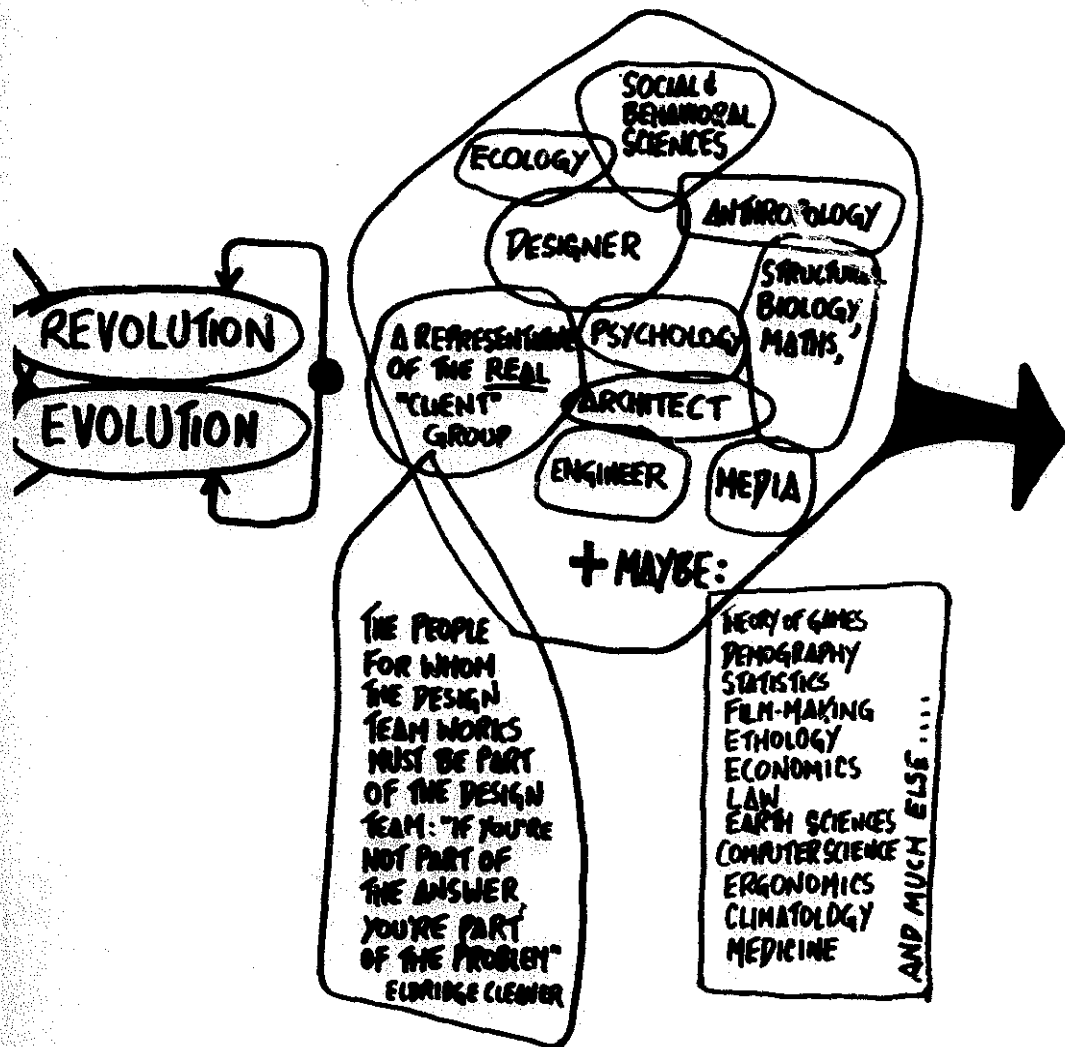 SOCIAL &
BEHAVIORAL
SCIENCES
ECOLOGY
ANTHROPOLOGY
DESIGNER
STRUCTURAL
BIOLOGY,
MATHS,
REVOLUTION
EVOLUTION
A REPRESENTATIVE
OF THE REAL
"CLIENT"
GROUP
PSYCHOLOGY
ARCHITECT
ENGINEER
MEDIA
+ MAYBE:
THE PEOPLE
FOR WHOM
THE DESIGN
TEAM WORKS
MUST BE PART
OF THE DESIGN
TEAM: "IF YOU'RE
NOT PART OF
THE ANSWER
YOU'RE PART
OF THE PROBLEM"
ELDRIDGE CLEAVER
THEORY OF GAMES
DEMOGRAPHY
STATISTICS
FILM-MAKING
ETHOLOGY
ECONOMICS
LAW
EARTH SCIENCES
COMPUTER SCIENCE
ERGONOMICS
CLIMATOLOGY
MEDICINE
AND MUCH ELSE.....